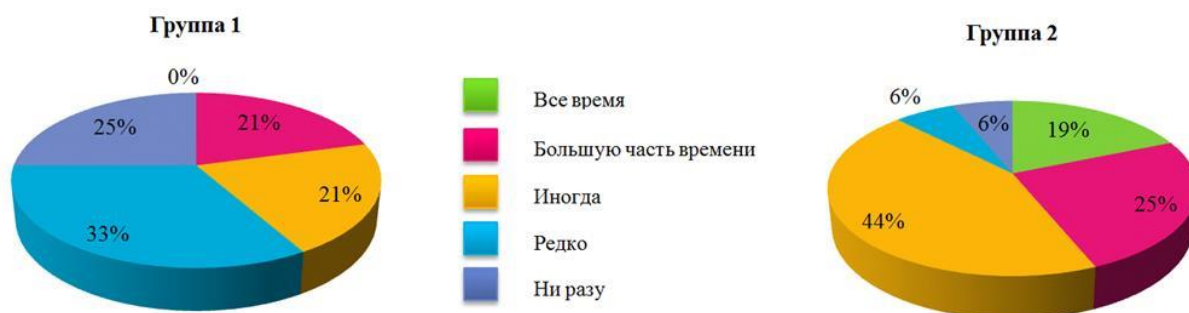 Группа 1
0%
25%
21%
21%
33%
Все время
Большую часть времени
Иногда
Редко
Ни разу
Группа 2
6%
6%
19%
25%
44%